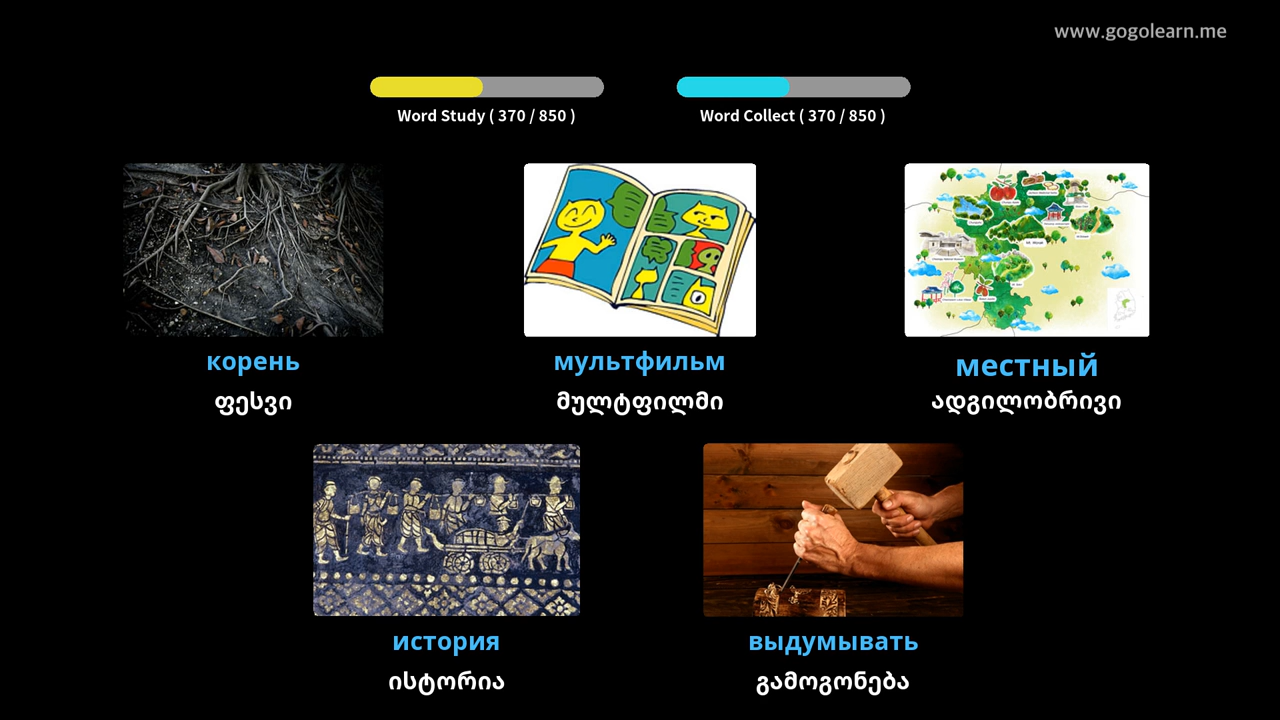 www.gogolearn.me
Word Study ( 370 / 850 )
Word Collect ( 370 / 850 )
корень
ფესვი
мультфильм
მულტფილმი
местный
ადგილობრივი
история
ისტორია
выдумывать
გამოგონება